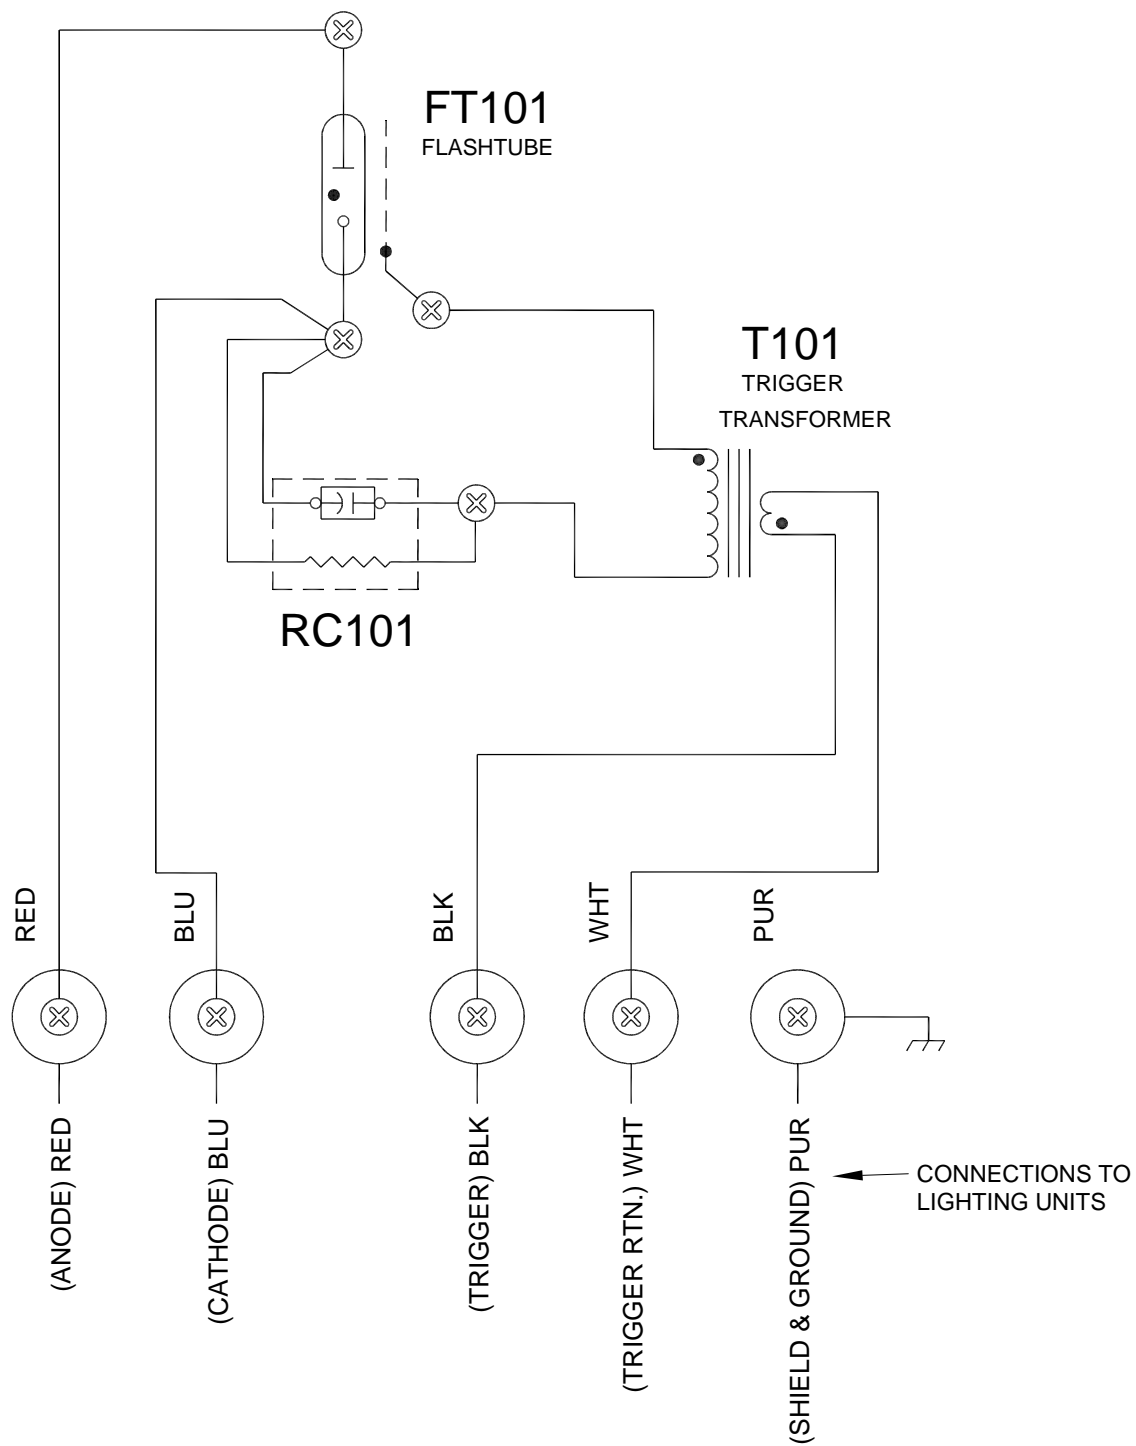 FT101
FLASHTUBE
T101
TRIGGER
TRANSFORMER
RC101
RED
BLU
BLK
WHT
PUR
(ANODE) RED
(CATHODE) BLU
(TRIGGER) BLK
(TRIGGER RTN.) WHT
(SHIELD & GROUND) PUR
CONNECTIONS TO
LIGHTING UNITS